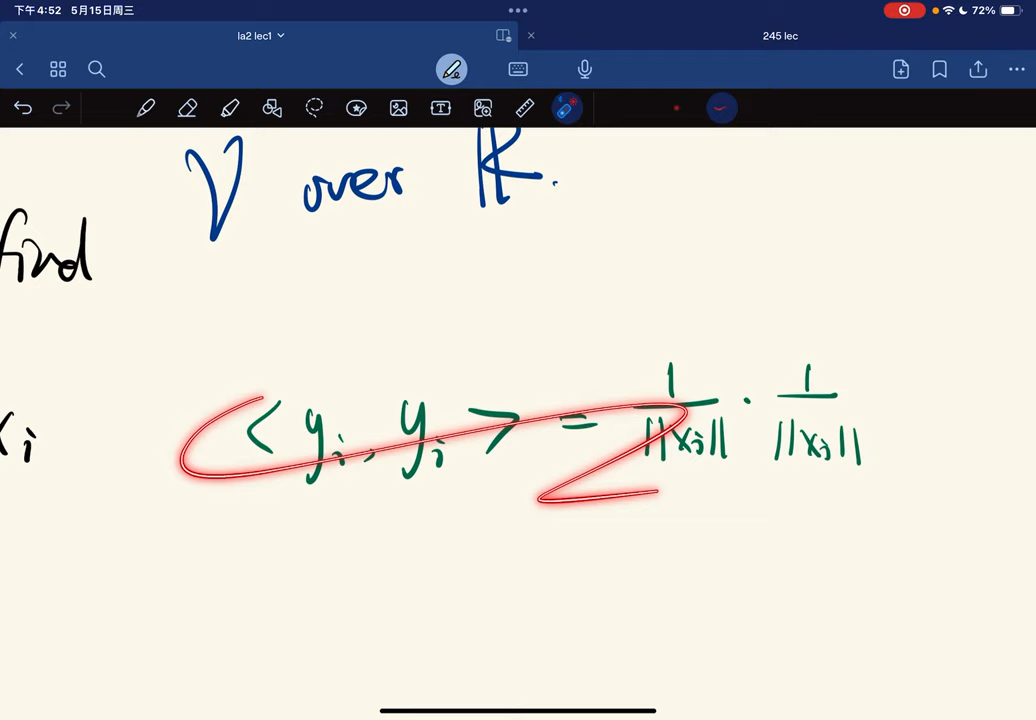 下午4:52 5月15日周三 72%
la2 lec1 245 lec
V over K.
find
xᵢ
< yᵢ, yᵢ > = 1/||xᵢ|| · 1/||xᵢ||